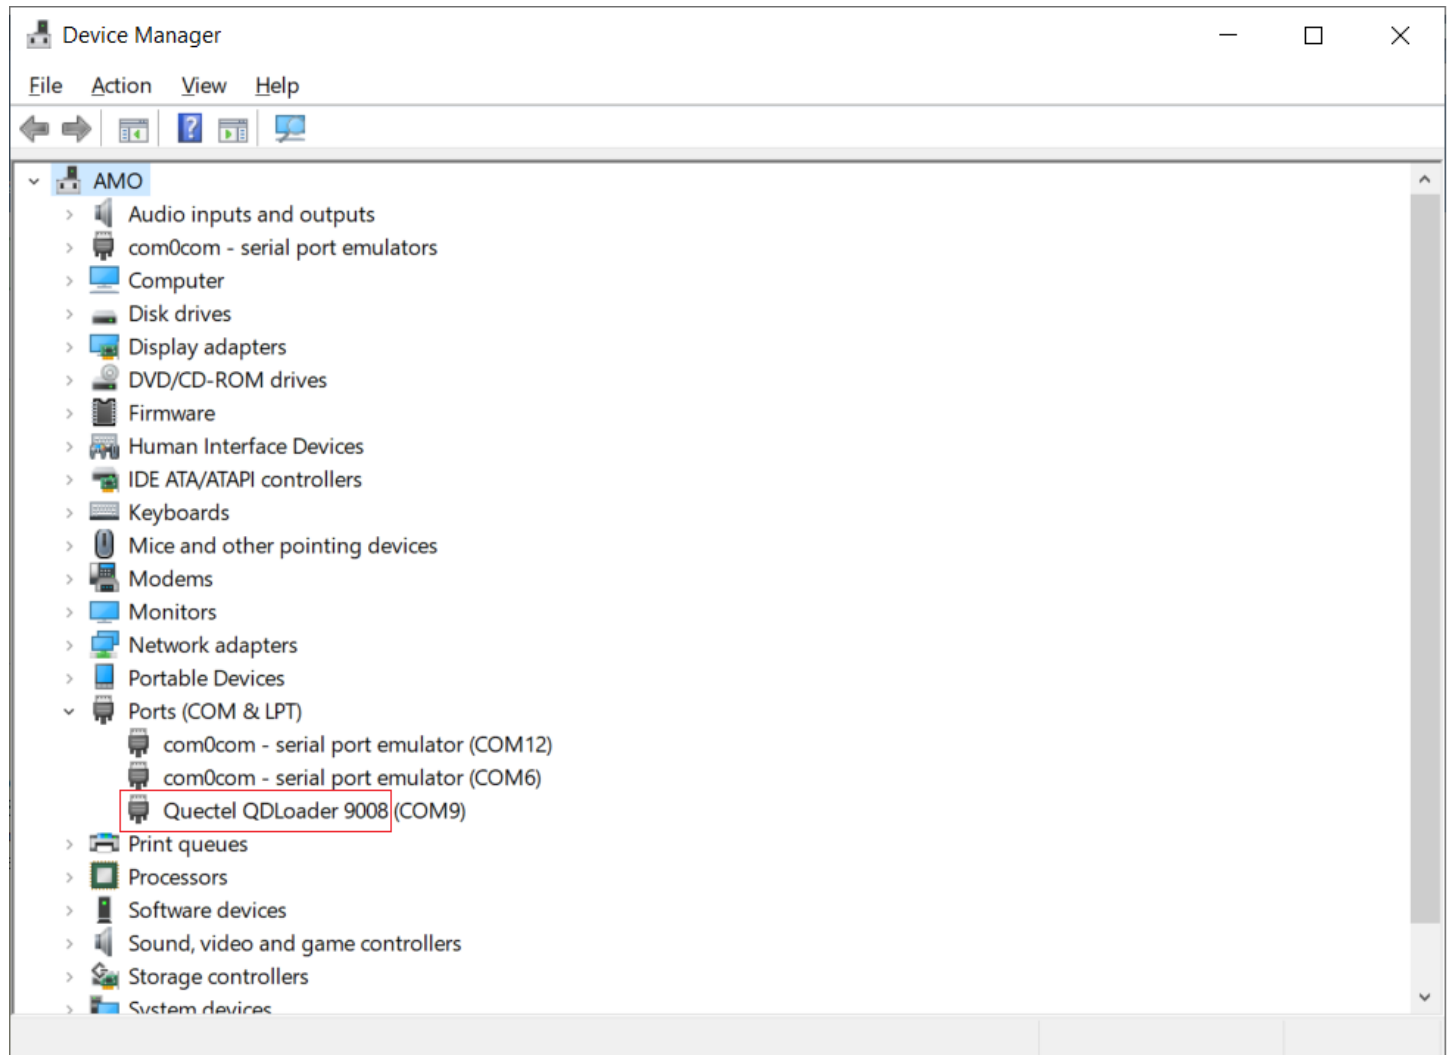 Device Manager
File Action View Help
AMO
Audio inputs and outputs
com0com - serial port emulators
Computer
Disk drives
Display adapters
DVD/CD-ROM drives
Firmware
Human Interface Devices
IDE ATA/ATAPI controllers
Keyboards
Mice and other pointing devices
Modems
Monitors
Network adapters
Portable Devices
Ports (COM & LPT)
com0com - serial port emulator (COM12)
com0com - serial port emulator (COM6)
Quectel QDLoader 9008 (COM9)
Print queues
Processors
Software devices
Sound, video and game controllers
Storage controllers
System devices